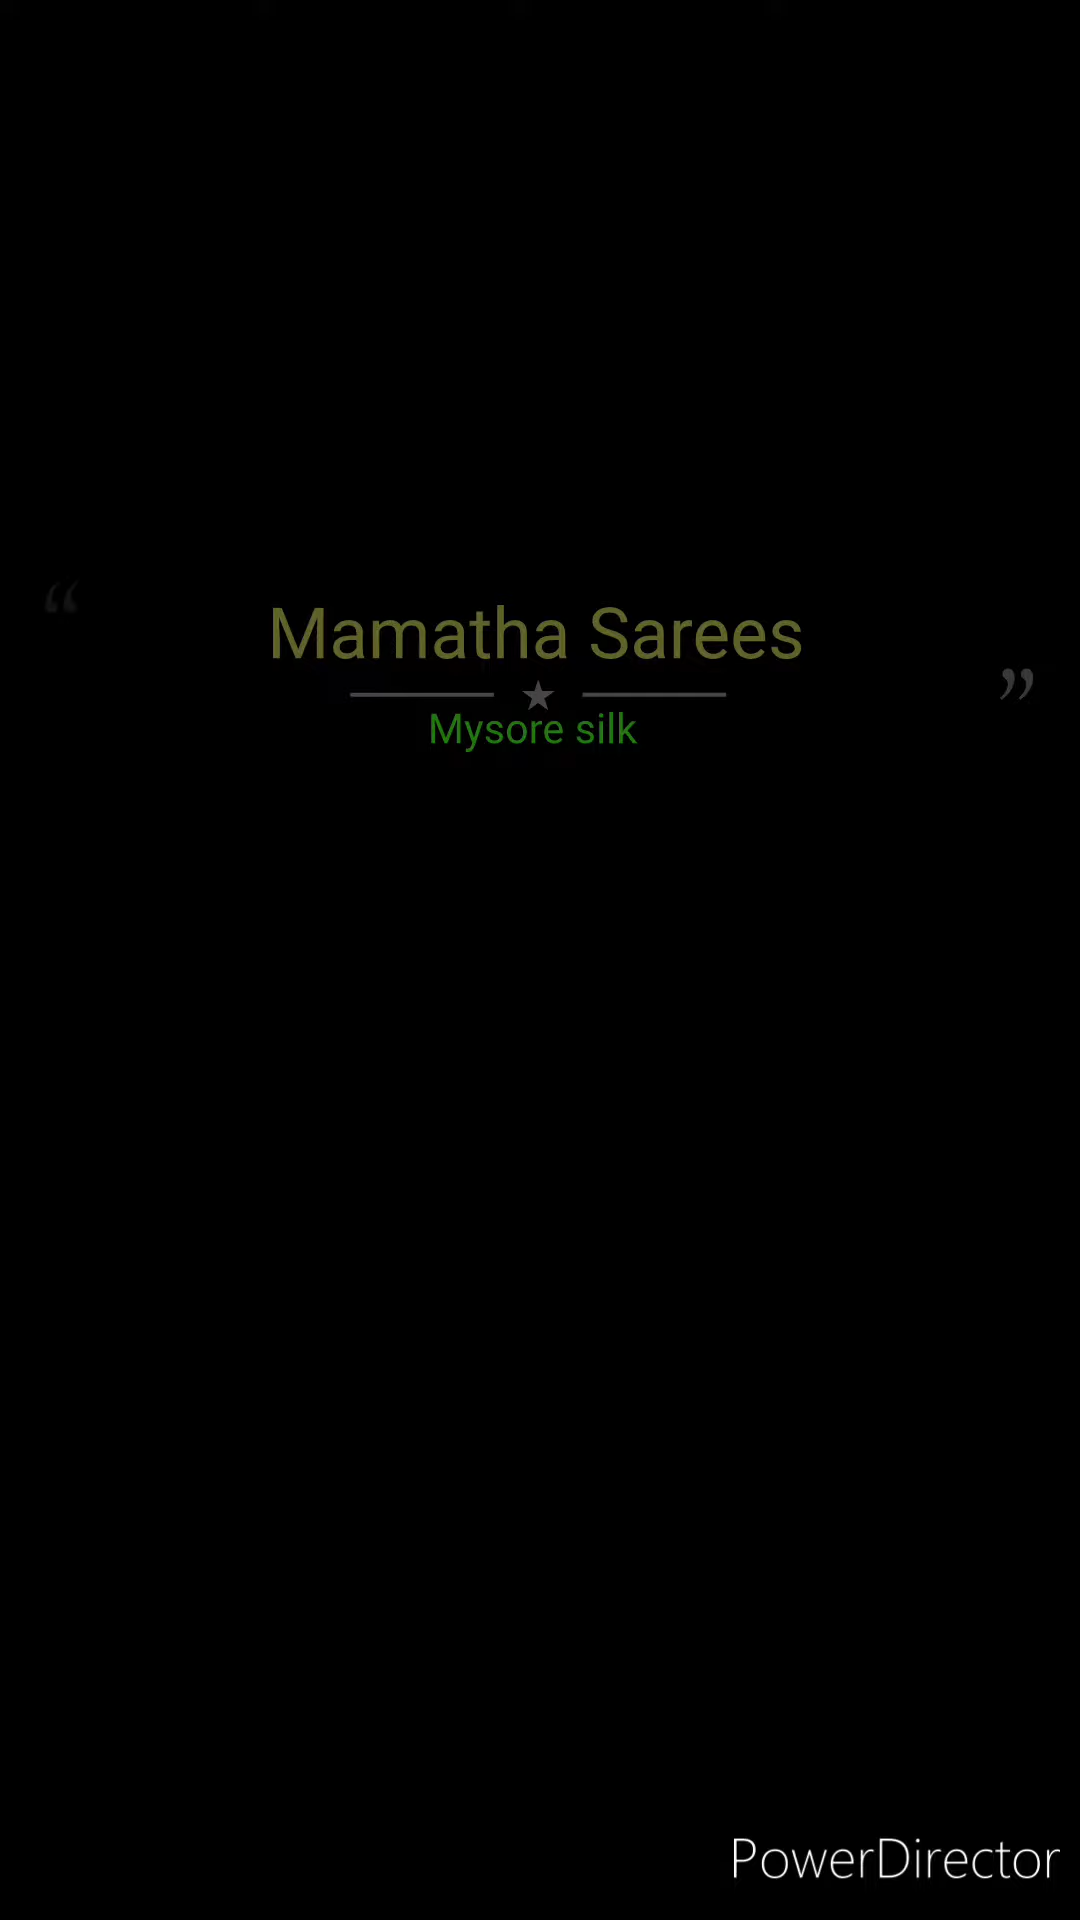 “
Mamatha Sarees
★
Mysore silk
”
PowerDirector